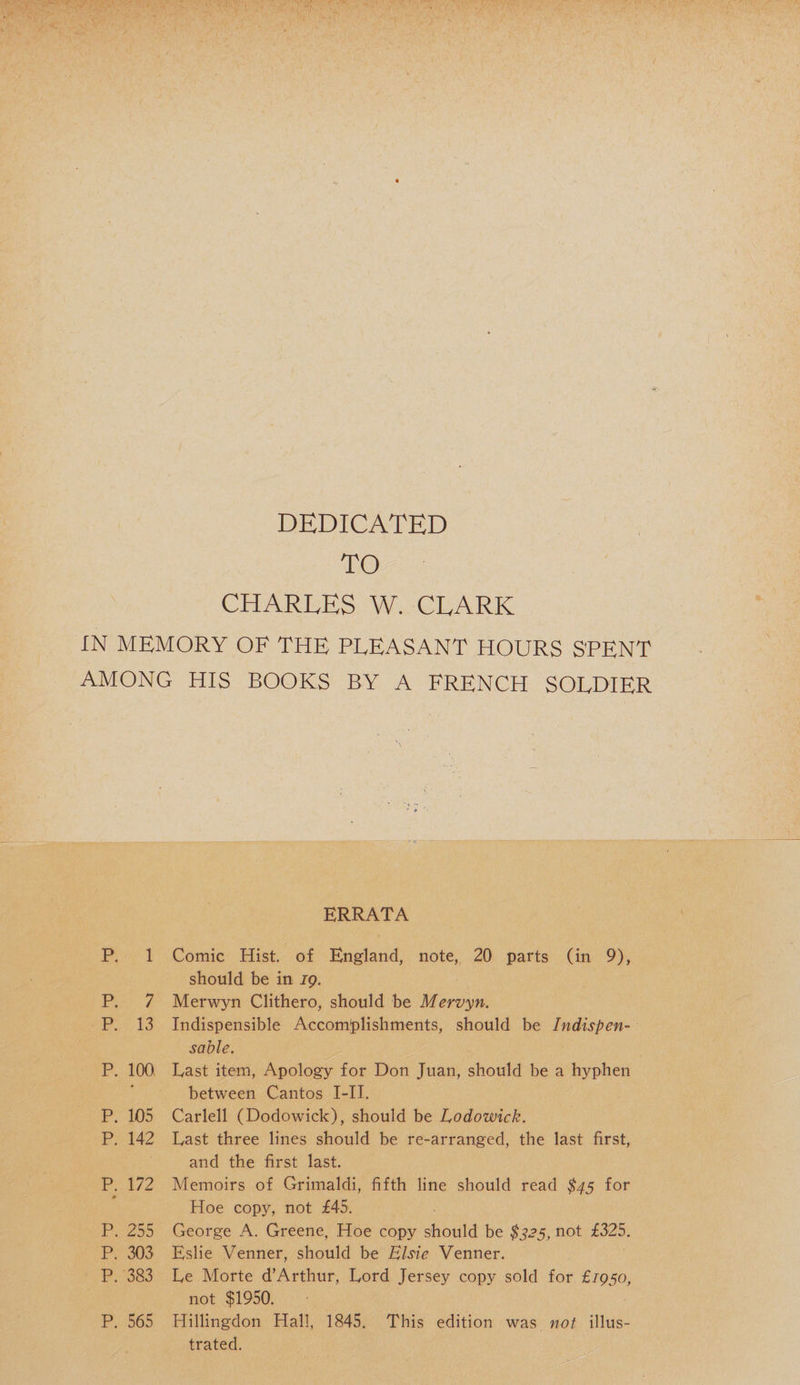 DEDICATED
TO
CHARLES W. CLARK
IN MEMORY OF THE PLEASANT HOURS SPENT
AMONG HIS BOOKS BY A FRENCH SOLDIER
ERRATA
P. 1 Comic Hist. of England, note, 20 parts (in 9),
should be in 19.
P. 7 Merwyn Clithero, should be Mervyn.
P. 13 Indispensible Accomplishments, should be Indispen-
sable.
P. 100 Last item, Apology for Don Juan, should be a hyphen
between Cantos I-II.
P. 105 Carlell (Dodowick), should be Lodowick.
P. 142 Last three lines should be re-arranged, the last first,
and the first last.
P. 172 Memoirs of Grimaldi, fifth line should read $45 for
Hoe copy, not £45.
P. 255 George A. Greene, Hoe copy should be $325, not £325.
P. 303 Eslie Venner, should be Elsie Venner.
P. 383 Le Morte d'Arthur, Lord Jersey copy sold for £1950,
not $1950.
P. 565 Hillingdon Hall, 1845. This edition was not illus-
trated.